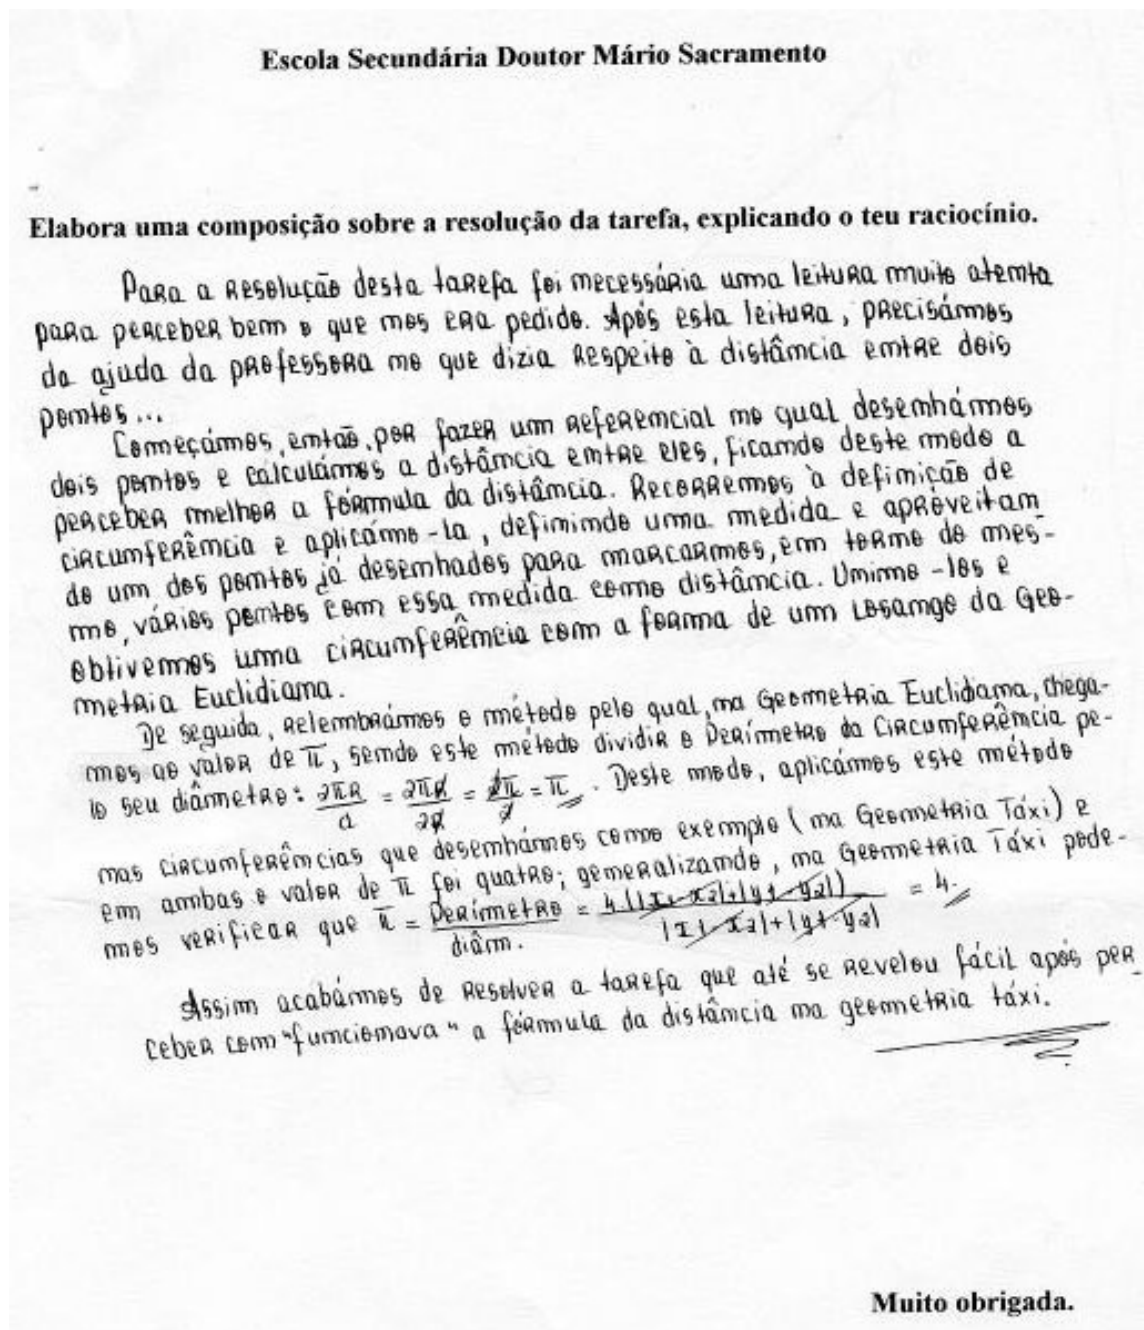 Escola Secundária Doutor Mário Sacramento
Elabora uma composição sobre a resolução da tarefa, explicando o teu raciocínio.
Para a resolução desta tarefa foi necessária uma leitura muito atenta
para perceber bem o que nos era pedido. Após esta leitura, precisámos
da ajuda da professora no que dizia respeito à distância entre dois
pontos...
Começámos, então, por fazer um referencial no qual desenhámos
dois pontos e calculámos a distância entre eles, ficando deste modo a
perceber melhor a fórmula da distância. Recorremos à definição de
circunferência e aplicámo-la, definindo uma medida e aproveitan
do um dos pontos já desenhados para marcarmos, em torno do mes-
mo, vários pontos com essa medida como distância. Unimo-los e
obtivemos uma circunferência com a forma de um Losango da Geo-
metria Euclidiana.
De seguida, relembrámos o método pelo qual, na Geometria Euclidiana, chega-
mos ao valor de π, sendo este método dividir o Perímetro da Circunferência pe-
lo seu diâmetro: 2πR/d = 2πR/2R = 2π/2 = π. Deste modo, aplicámos este método
nas circunferências que desenhámos como exemplo (na Geometria Táxi) e
em ambas o valor de π foi quatro; generalizando, na Geometria Táxi pode-
mos verificar que π = Perímetro/diâm. = 4(|x1-x2|+|y1-y2|)/|x1-x2|+|y1-y2| = 4.
Assim acabámos de resolver a tarefa que até se revelou fácil após per
ceber com "funcionava" a fórmula da distância na geometria táxi.
Muito obrigada.